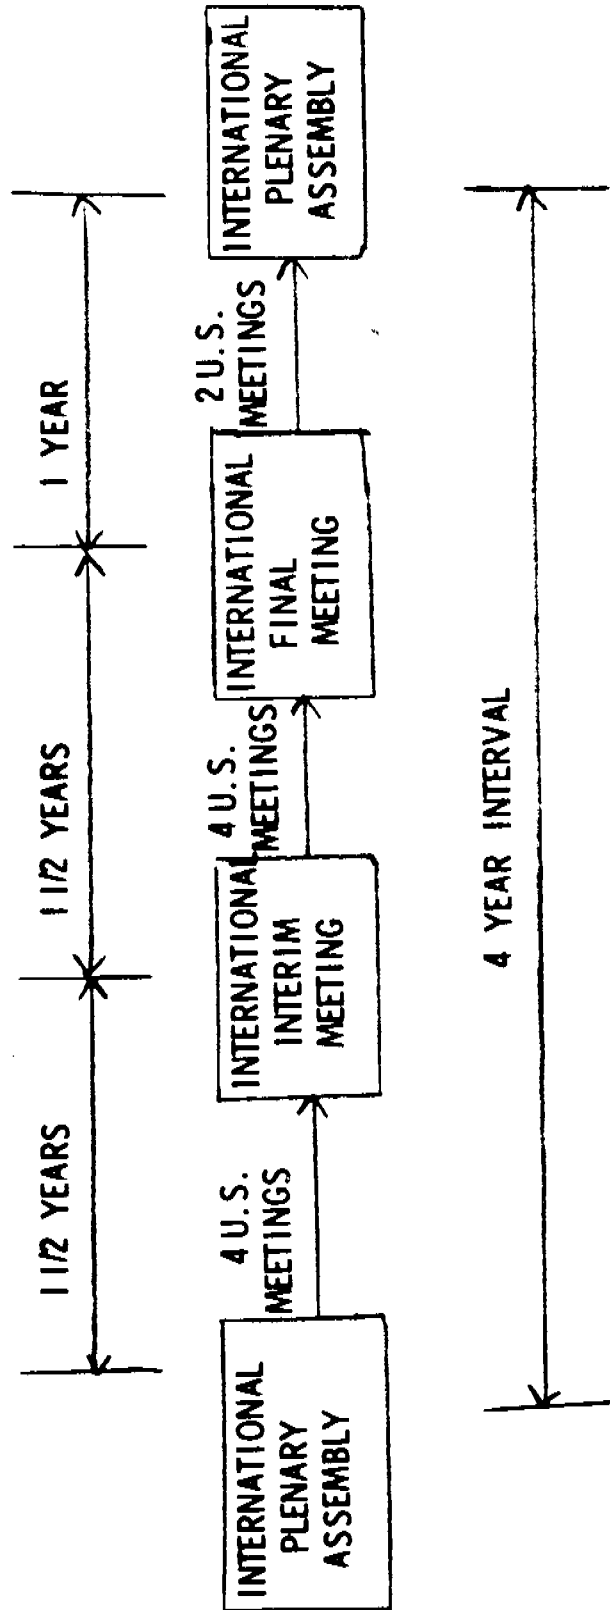 1 1/2 YEARS
1 1/2 YEARS
1 YEAR
INTERNATIONAL
PLENARY
ASSEMBLY
4 U.S.
MEETINGS
INTERNATIONAL
INTERIM
MEETING
4 U.S.
MEETINGS
INTERNATIONAL
FINAL
MEETING
2 U.S.
MEETINGS
INTERNATIONAL
PLENARY
ASSEMBLY
4 YEAR INTERVAL